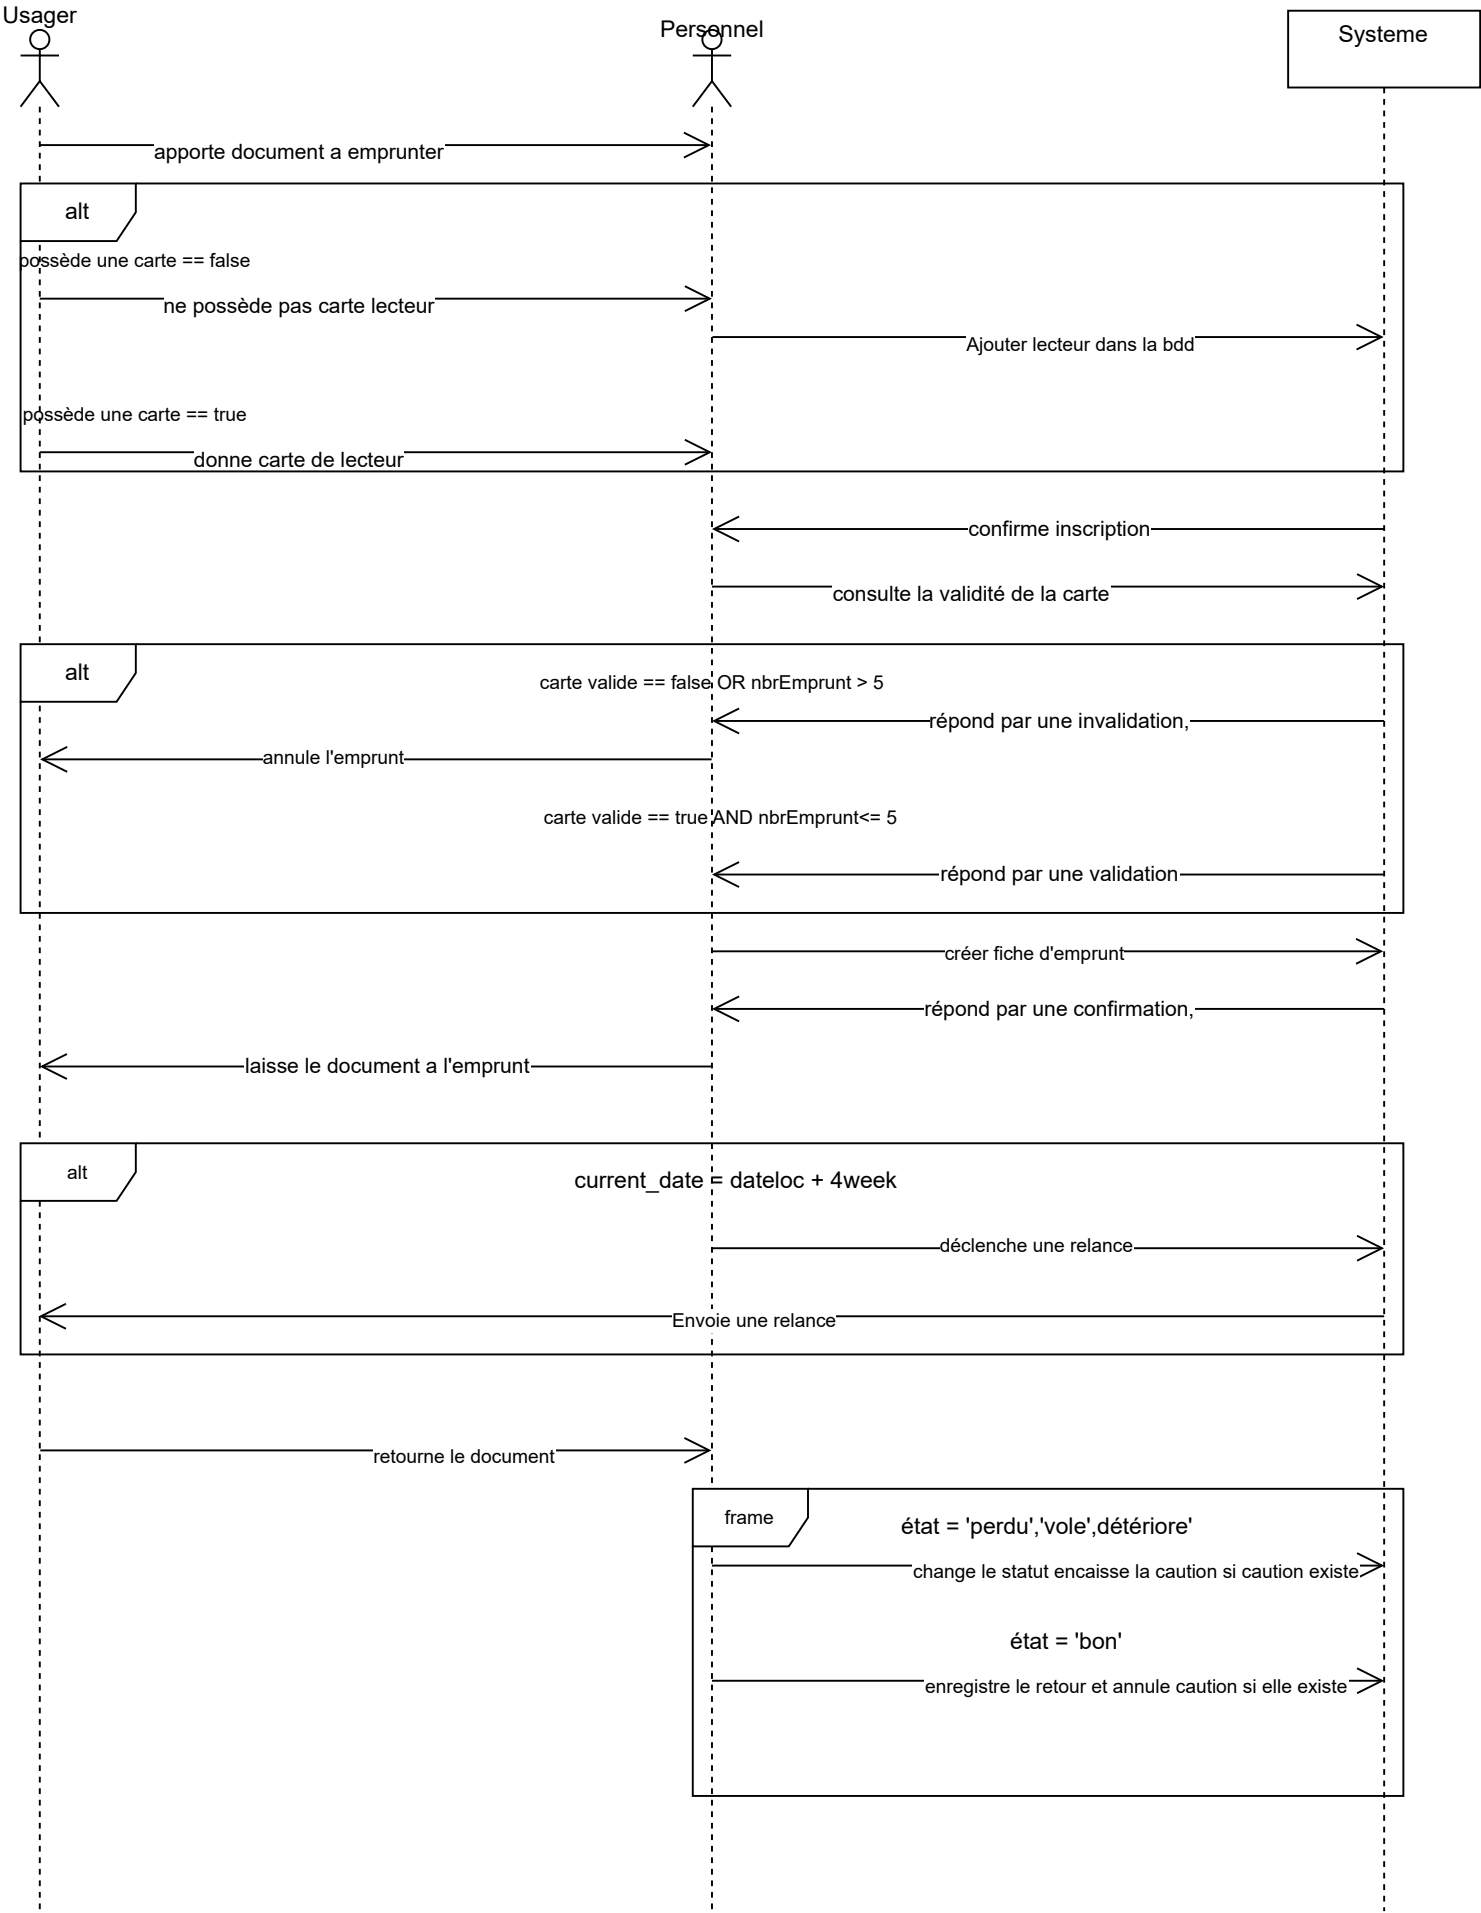 Usager
Personnel
Systeme
apporte document a emprunter
alt
possède une carte == false
ne possède pas carte lecteur
Ajouter lecteur dans la bdd
possède une carte == true
donne carte de lecteur
confirme inscription
consulte la validité de la carte
alt
carte valide == false OR nbrEmprunt > 5
répond par une invalidation,
annule l'emprunt
carte valide == true AND nbrEmprunt<= 5
répond par une validation
créer fiche d'emprunt
répond par une confirmation,
laisse le document a l'emprunt
alt
current_date = dateloc + 4week
déclenche une relance
Envoie une relance
retourne le document
frame
état = 'perdu','vole',détériore'
change le statut encaisse la caution si caution existe
état = 'bon'
enregistre le retour et annule caution si elle existe